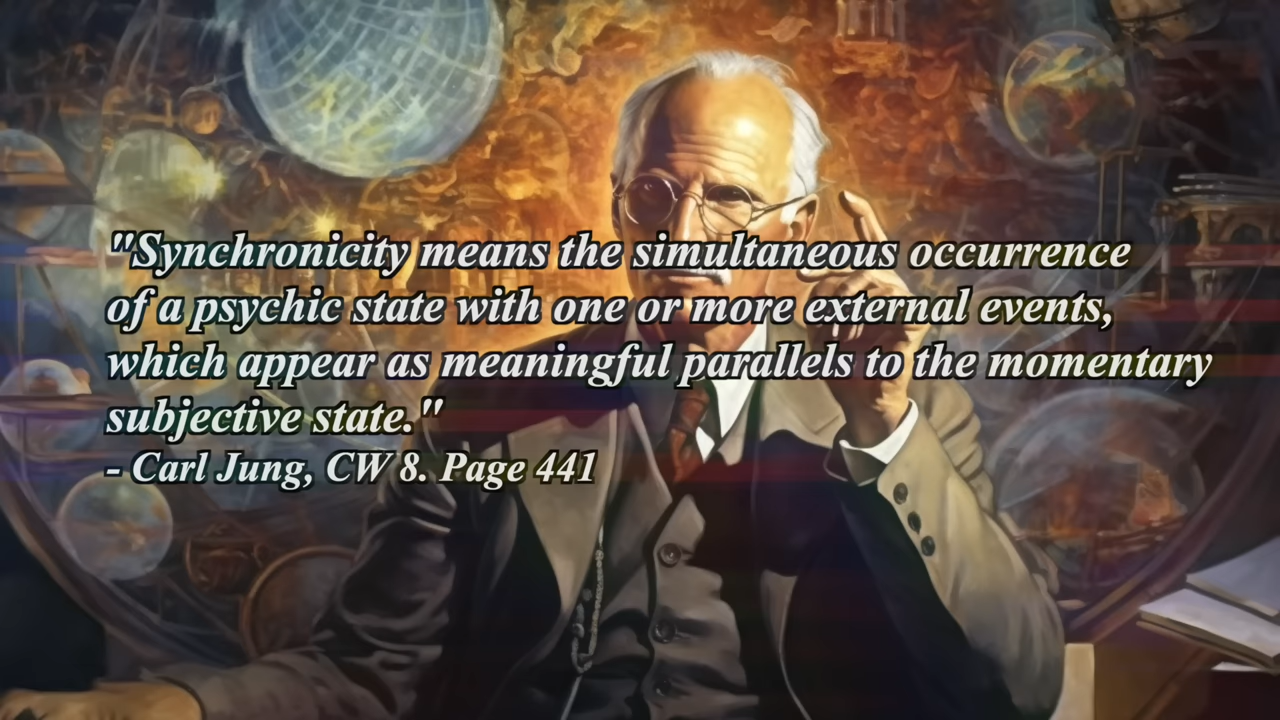 "Synchronicity means the simultaneous occurrence
of a psychic state with one or more external events,
which appear as meaningful parallels to the momentary
subjective state."
- Carl Jung, CW 8. Page 441